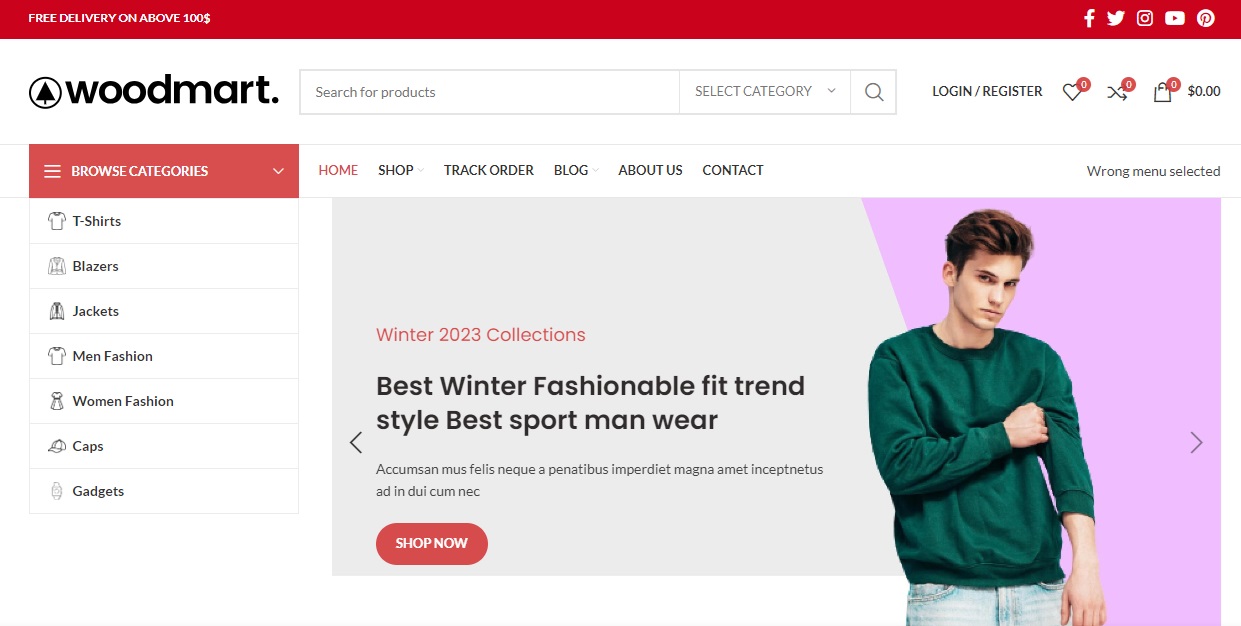 FREE DELIVERY ON ABOVE 100$
woodmart.
Search for products
SELECT CATEGORY
LOGIN / REGISTER
0
0
0
$0.00
BROWSE CATEGORIES
HOME
SHOP
TRACK ORDER
BLOG
ABOUT US
CONTACT
Wrong menu selected
T-Shirts
Blazers
Jackets
Men Fashion
Women Fashion
Caps
Gadgets
Winter 2023 Collections
Best Winter Fashionable fit trend
style Best sport man wear
Accumsan mus felis neque a penatibus imperdiet magna amet inceptnetus
ad in dui cum nec
SHOP NOW